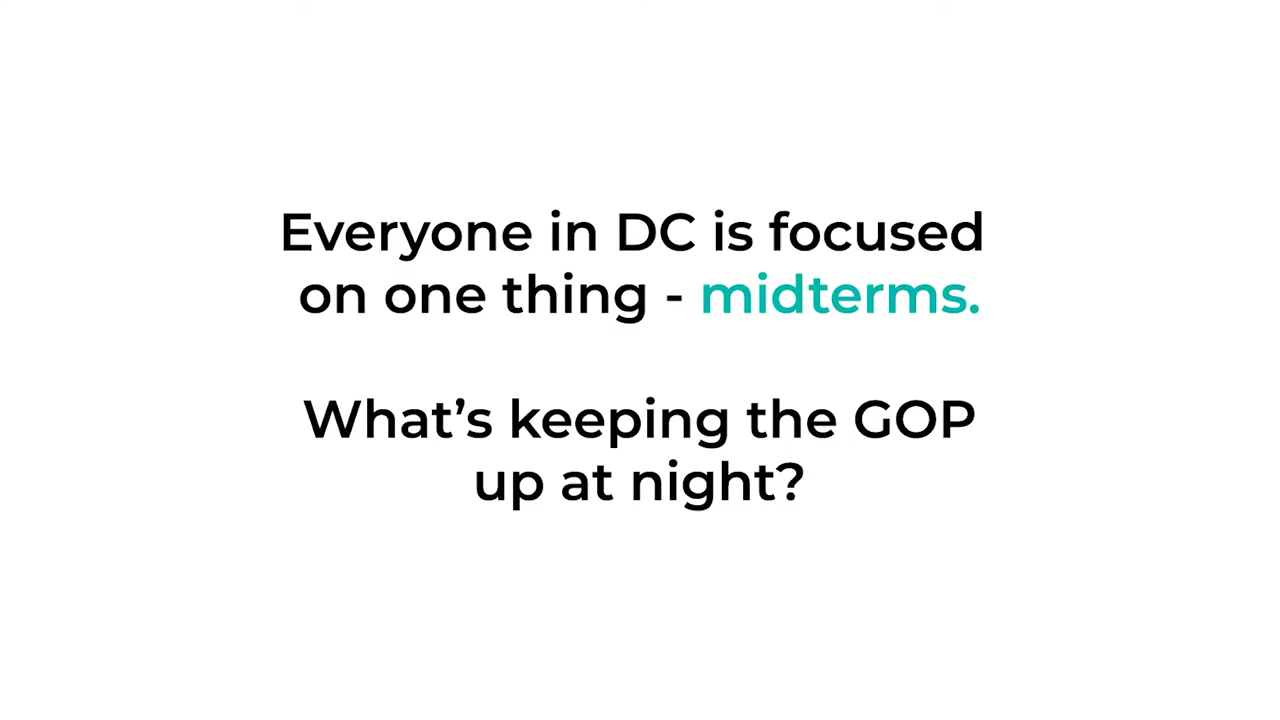 Everyone in DC is focused
on one thing - midterms.
What’s keeping the GOP
up at night?